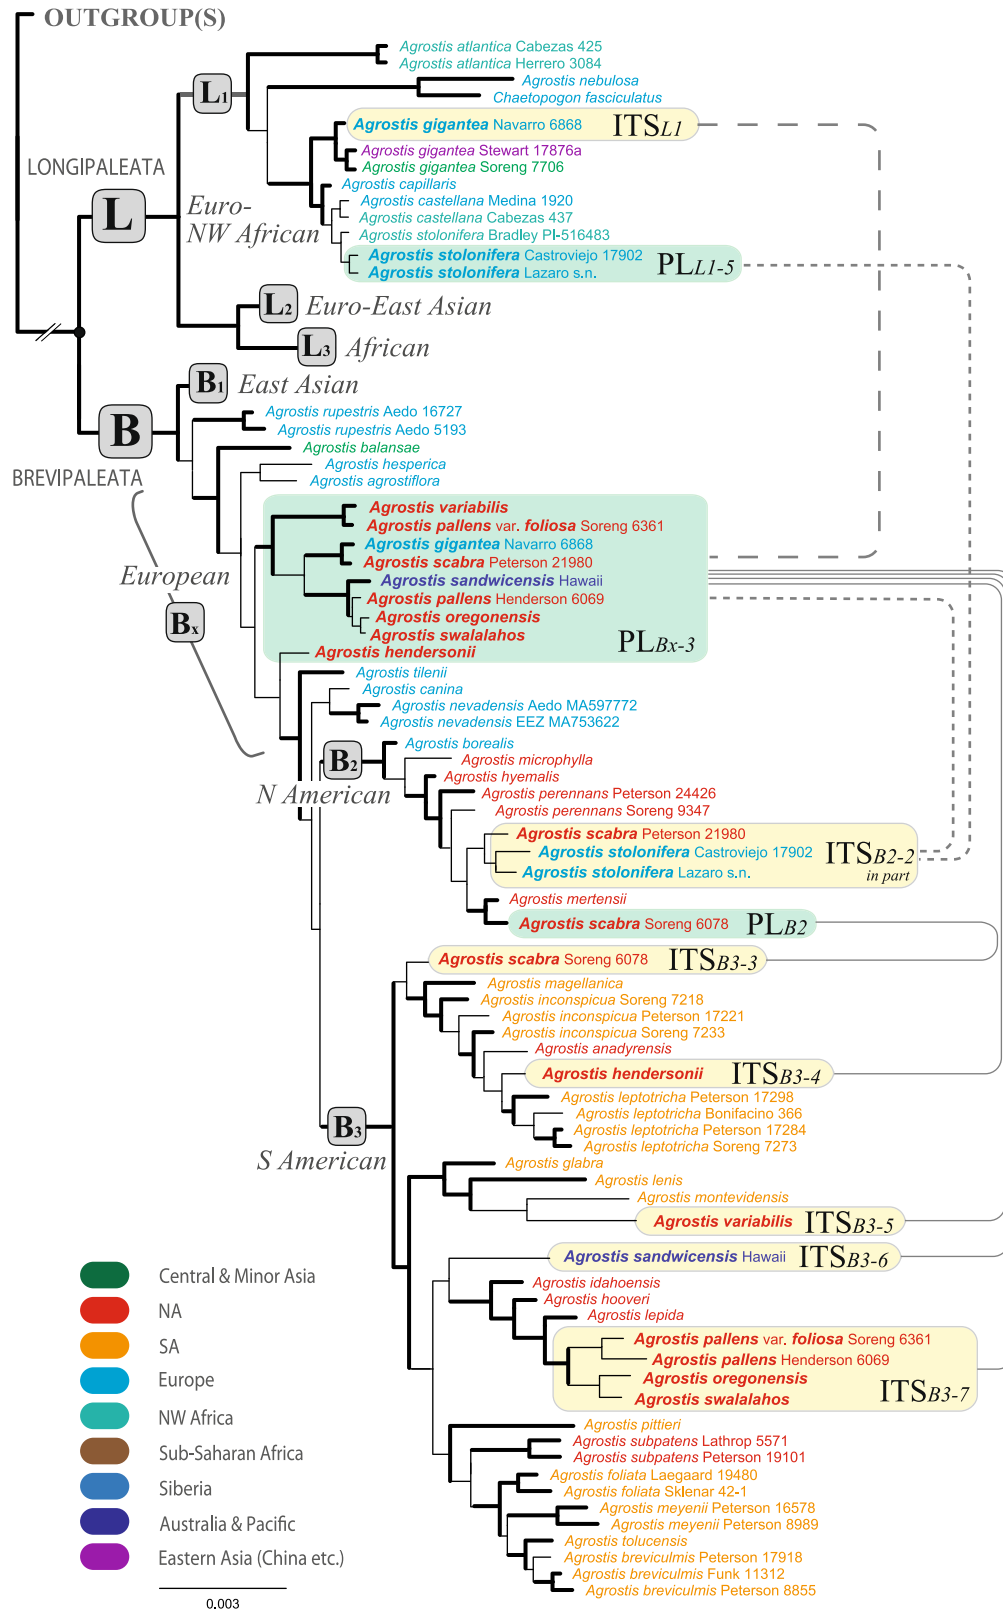 OUTGROUP(S)
Agrostis atlantica Cabezas 425
Agrostis atlantica Herrero 3084
L1
Agrostis nebulosa
Chaetopogon fasciculatus
Agrostis gigantea Navarro 6868 ITSL1
Agrostis gigantea Stewart 17876a
LONGIPALEATA
Agrostis gigantea Soreng 7706
Agrostis capillaris
L
Euro-
NW African
Agrostis castellana Medina 1920
Agrostis castellana Cabezas 437
Agrostis stolonifera Bradley PI-516483
Agrostis stolonifera Castroviejo 17902
Agrostis stolonifera Lazaro s.n.
PLL1-5
L2 Euro-East Asian
L3 African
B1 East Asian
B
BREVIPALEATA
Agrostis rupestris Aedo 16727
Agrostis rupestris Aedo 5193
Agrostis balansae
Agrostis hesperica
Agrostis agrostiflora
Agrostis variabilis
Agrostis pallens var. foliosa Soreng 6361
Agrostis gigantea Navarro 6868
Agrostis scabra Peterson 21980
European
Agrostis sandwicensis Hawaii
Agrostis pallens Henderson 6069
Agrostis oregonensis
Agrostis swalalahos
Bx
PLBx-3
Agrostis hendersonii
Agrostis tilenii
Agrostis canina
Agrostis nevadensis Aedo MA597772
Agrostis nevadensis EEZ MA753622
B2
N American
Agrostis borealis
Agrostis microphylla
Agrostis hyemalis
Agrostis perennans Peterson 24426
Agrostis perennans Soreng 9347
Agrostis scabra Peterson 21980
Agrostis stolonifera Castroviejo 17902
Agrostis stolonifera Lazaro s.n.
ITSB2-2
in part
Agrostis mertensii
Agrostis scabra Soreng 6078 PLB2
Agrostis scabra Soreng 6078 ITSB3-3
Agrostis magellanica
Agrostis inconspicua Soreng 7218
Agrostis inconspicua Peterson 17221
Agrostis inconspicua Soreng 7233
Agrostis anadyrensis
Agrostis hendersonii ITSB3-4
Agrostis leptotricha Peterson 17298
Agrostis leptotricha Bonifacino 366
Agrostis leptotricha Peterson 17284
Agrostis leptotricha Soreng 7273
B3
S American
Agrostis glabra
Agrostis lenis
Agrostis montevidensis
Agrostis variabilis ITSB3-5
Agrostis sandwicensis Hawaii ITSB3-6
Agrostis idahoensis
Agrostis hooveri
Agrostis lepida
Agrostis pallens var. foliosa Soreng 6361
Agrostis pallens Henderson 6069
Agrostis oregonensis
Agrostis swalalahos
ITSB3-7
Agrostis pittieri
Agrostis subpatens Lathrop 5571
Agrostis subpatens Peterson 19101
Agrostis foliata Laegaard 19480
Agrostis foliata Sklenar 42-1
Agrostis meyenii Peterson 16578
Agrostis meyenii Peterson 8989
Agrostis tolucensis
Agrostis breviculmis Peterson 17918
Agrostis breviculmis Funk 11312
Agrostis breviculmis Peterson 8855
Central & Minor Asia
NA
SA
Europe
NW Africa
Sub-Saharan Africa
Siberia
Australia & Pacific
Eastern Asia (China etc.)
0.003